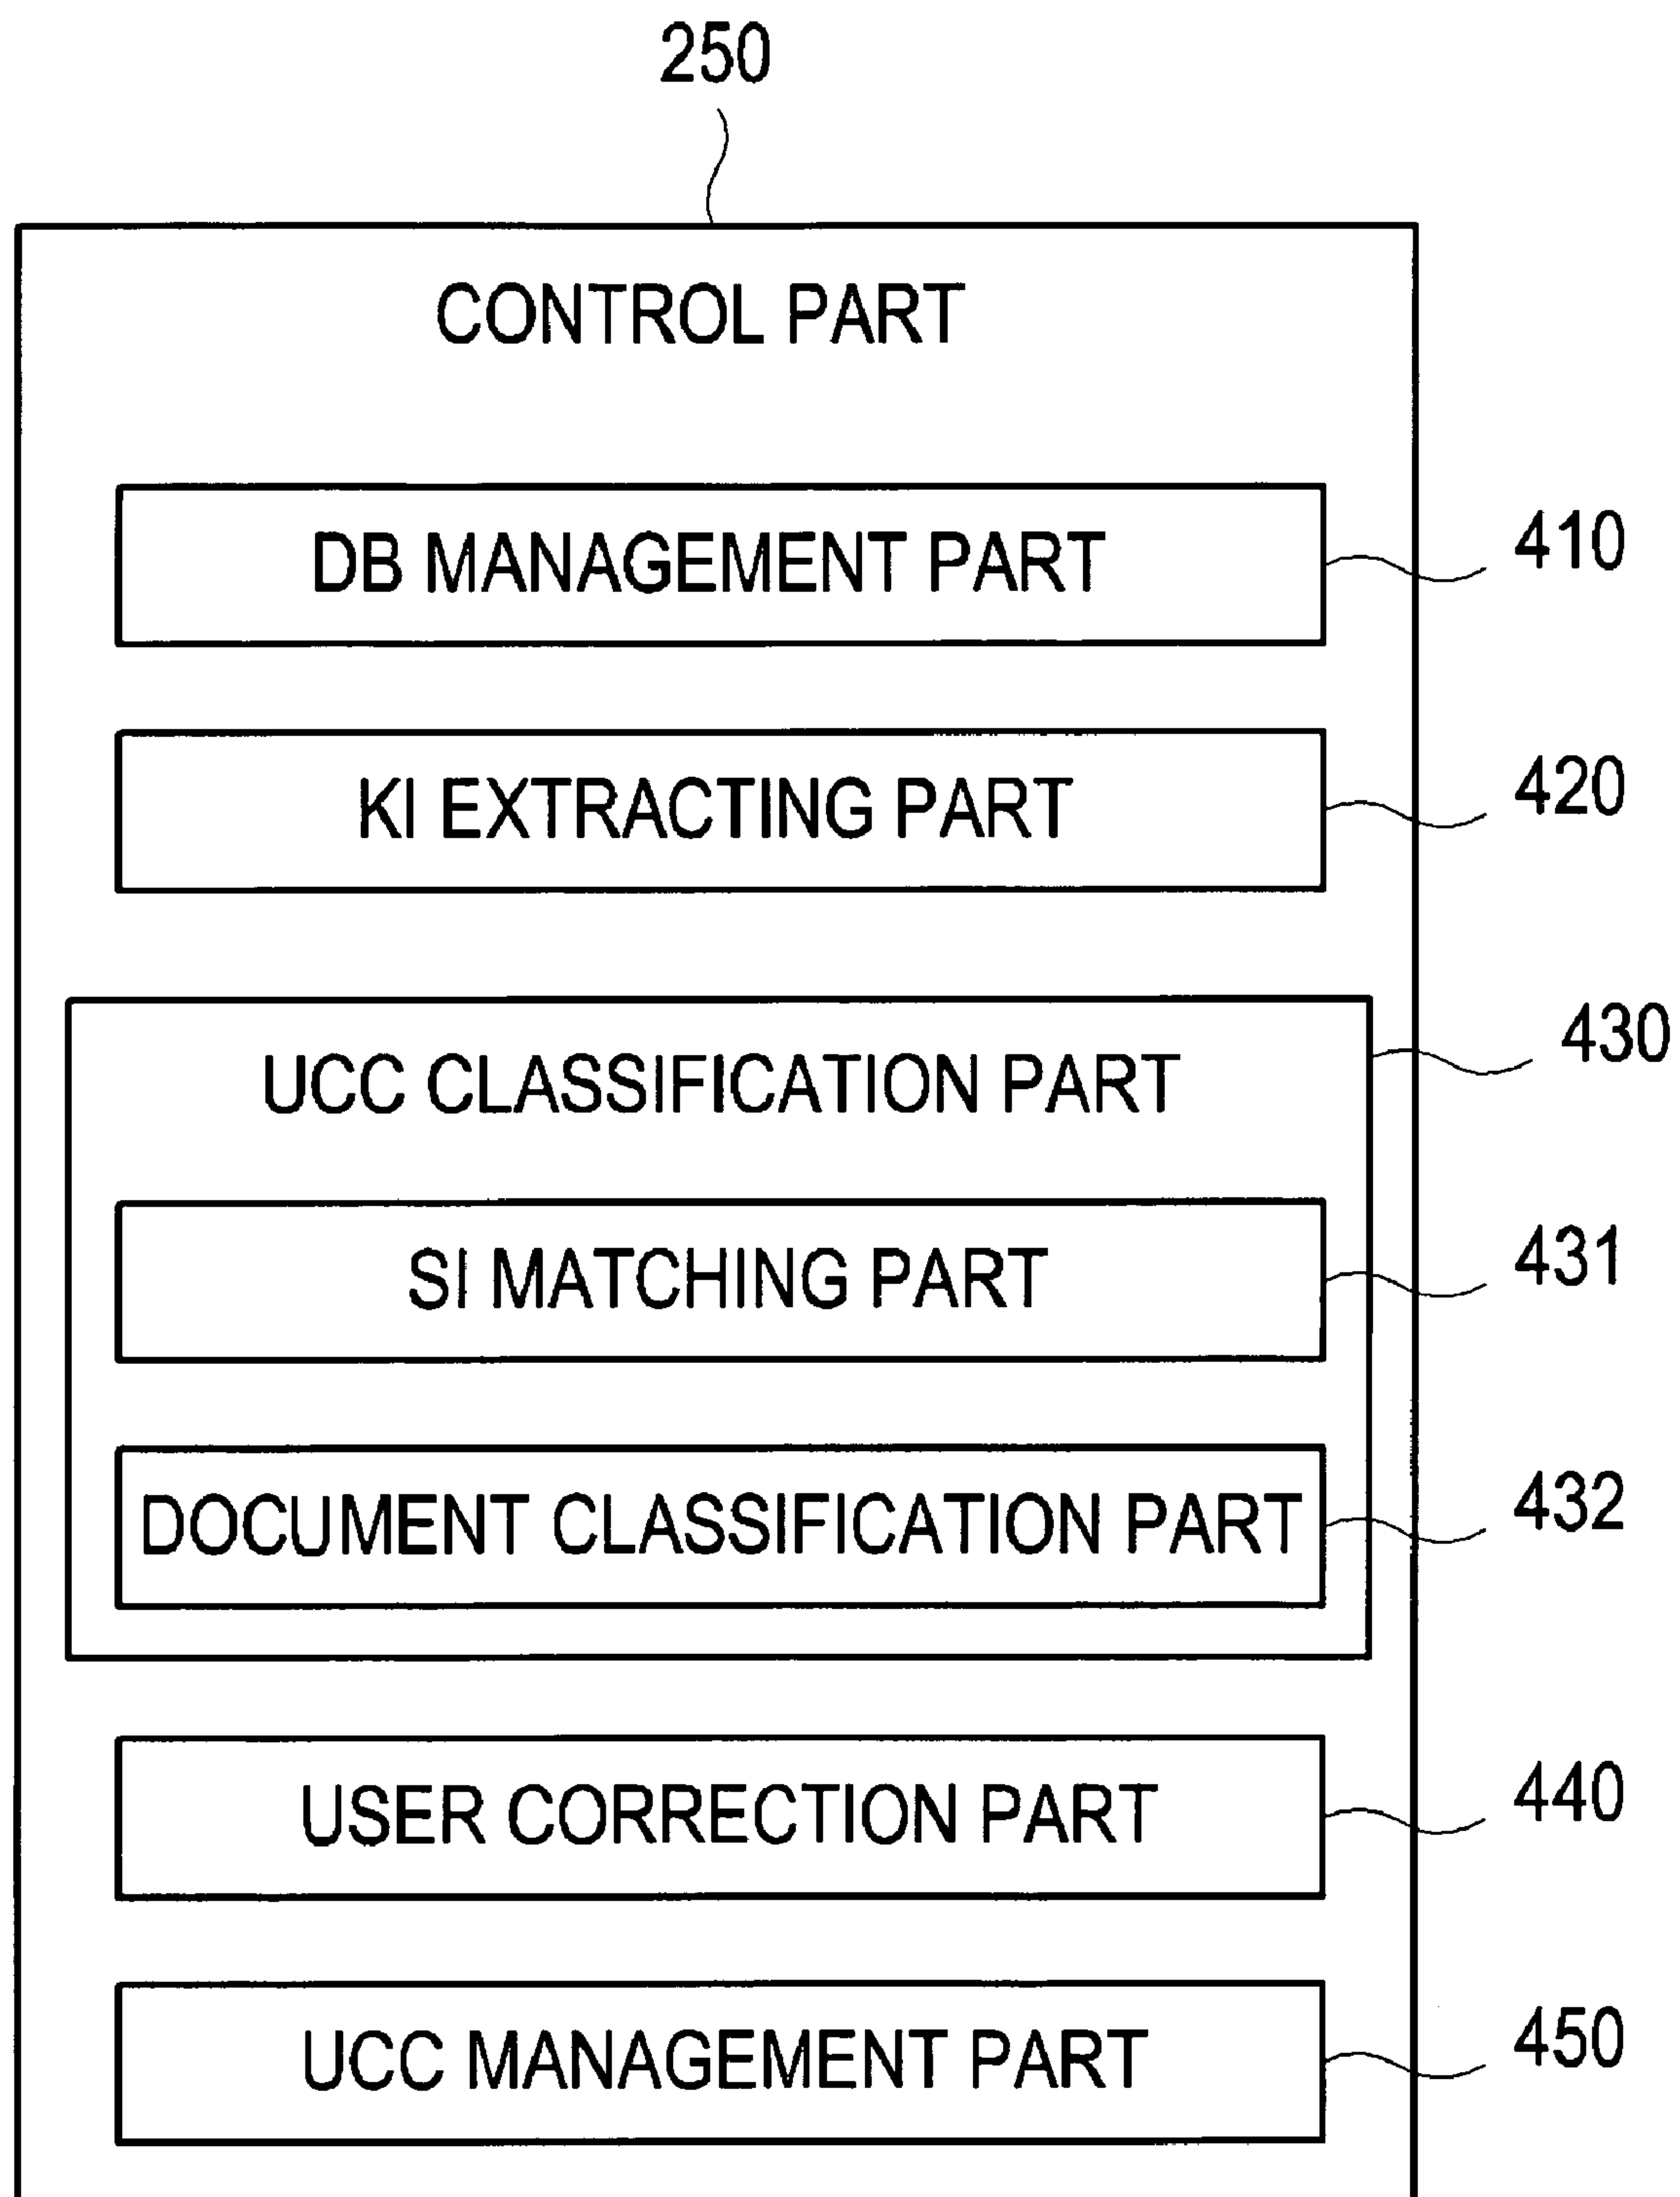 250
CONTROL PART
DB MANAGEMENT PART
410
KI EXTRACTING PART
420
UCC CLASSIFICATION PART
430
SI MATCHING PART
431
DOCUMENT CLASSIFICATION PART
432
USER CORRECTION PART
440
UCC MANAGEMENT PART
450